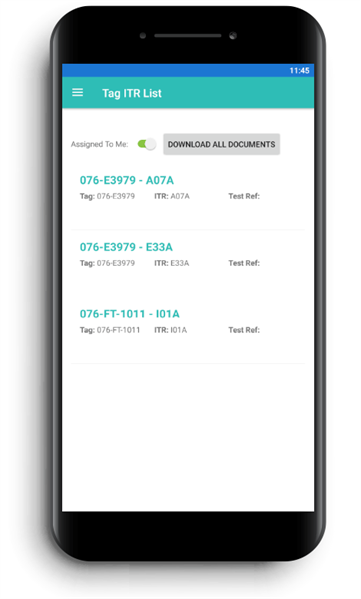 11:45
Tag ITR List
Assigned To Me: DOWNLOAD ALL DOCUMENTS
076-E3979 - A07A
Tag: 076-E3979 ITR: A07A Test Ref:
076-E3979 - E33A
Tag: 076-E3979 ITR: E33A Test Ref:
076-FT-1011 - I01A
Tag: 076-FT-1011 ITR: I01A Test Ref: